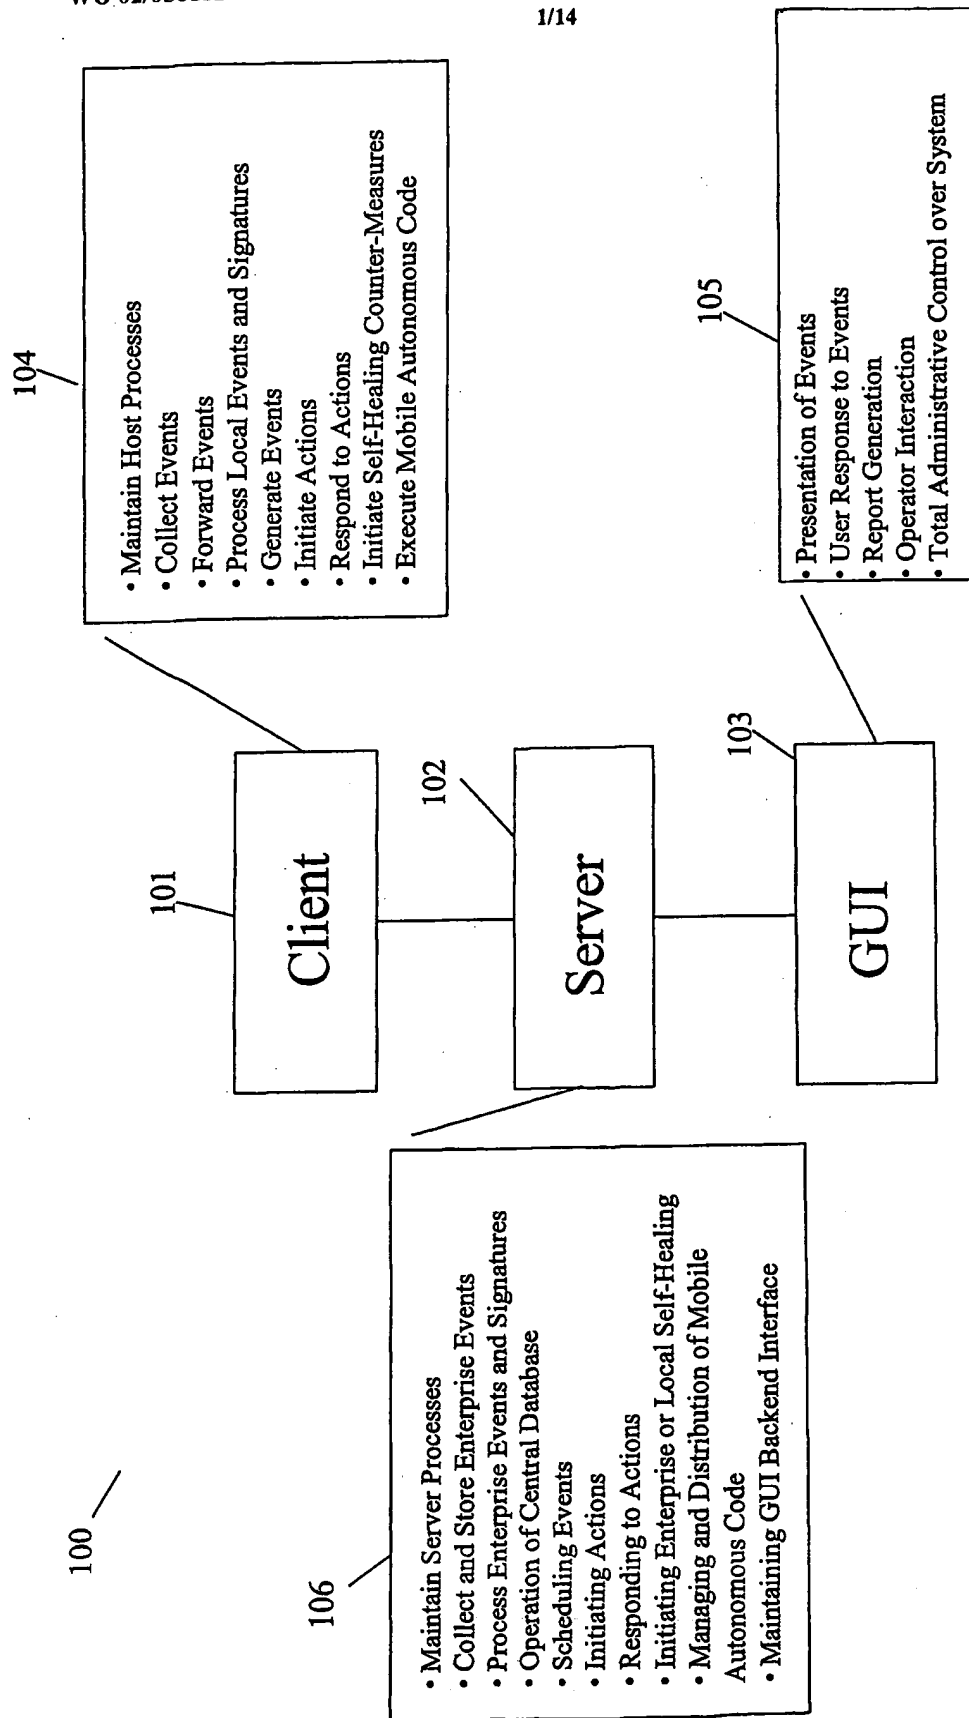 1/14
100
101
Client
102
Server
103
GUI
104
• Maintain Host Processes
• Collect Events
• Forward Events
• Process Local Events and Signatures
• Generate Events
• Initiate Actions
• Respond to Actions
• Initiate Self-Healing Counter-Measures
• Execute Mobile Autonomous Code
106
• Maintain Server Processes
• Collect and Store Enterprise Events
• Process Enterprise Events and Signatures
• Operation of Central Database
• Scheduling Events
• Initiating Actions
• Responding to Actions
• Initiating Enterprise or Local Self-Healing
• Managing and Distribution of Mobile
Autonomous Code
• Maintaining GUI Backend Interface
105
• Presentation of Events
• User Response to Events
• Report Generation
• Operator Interaction
• Total Administrative Control over System